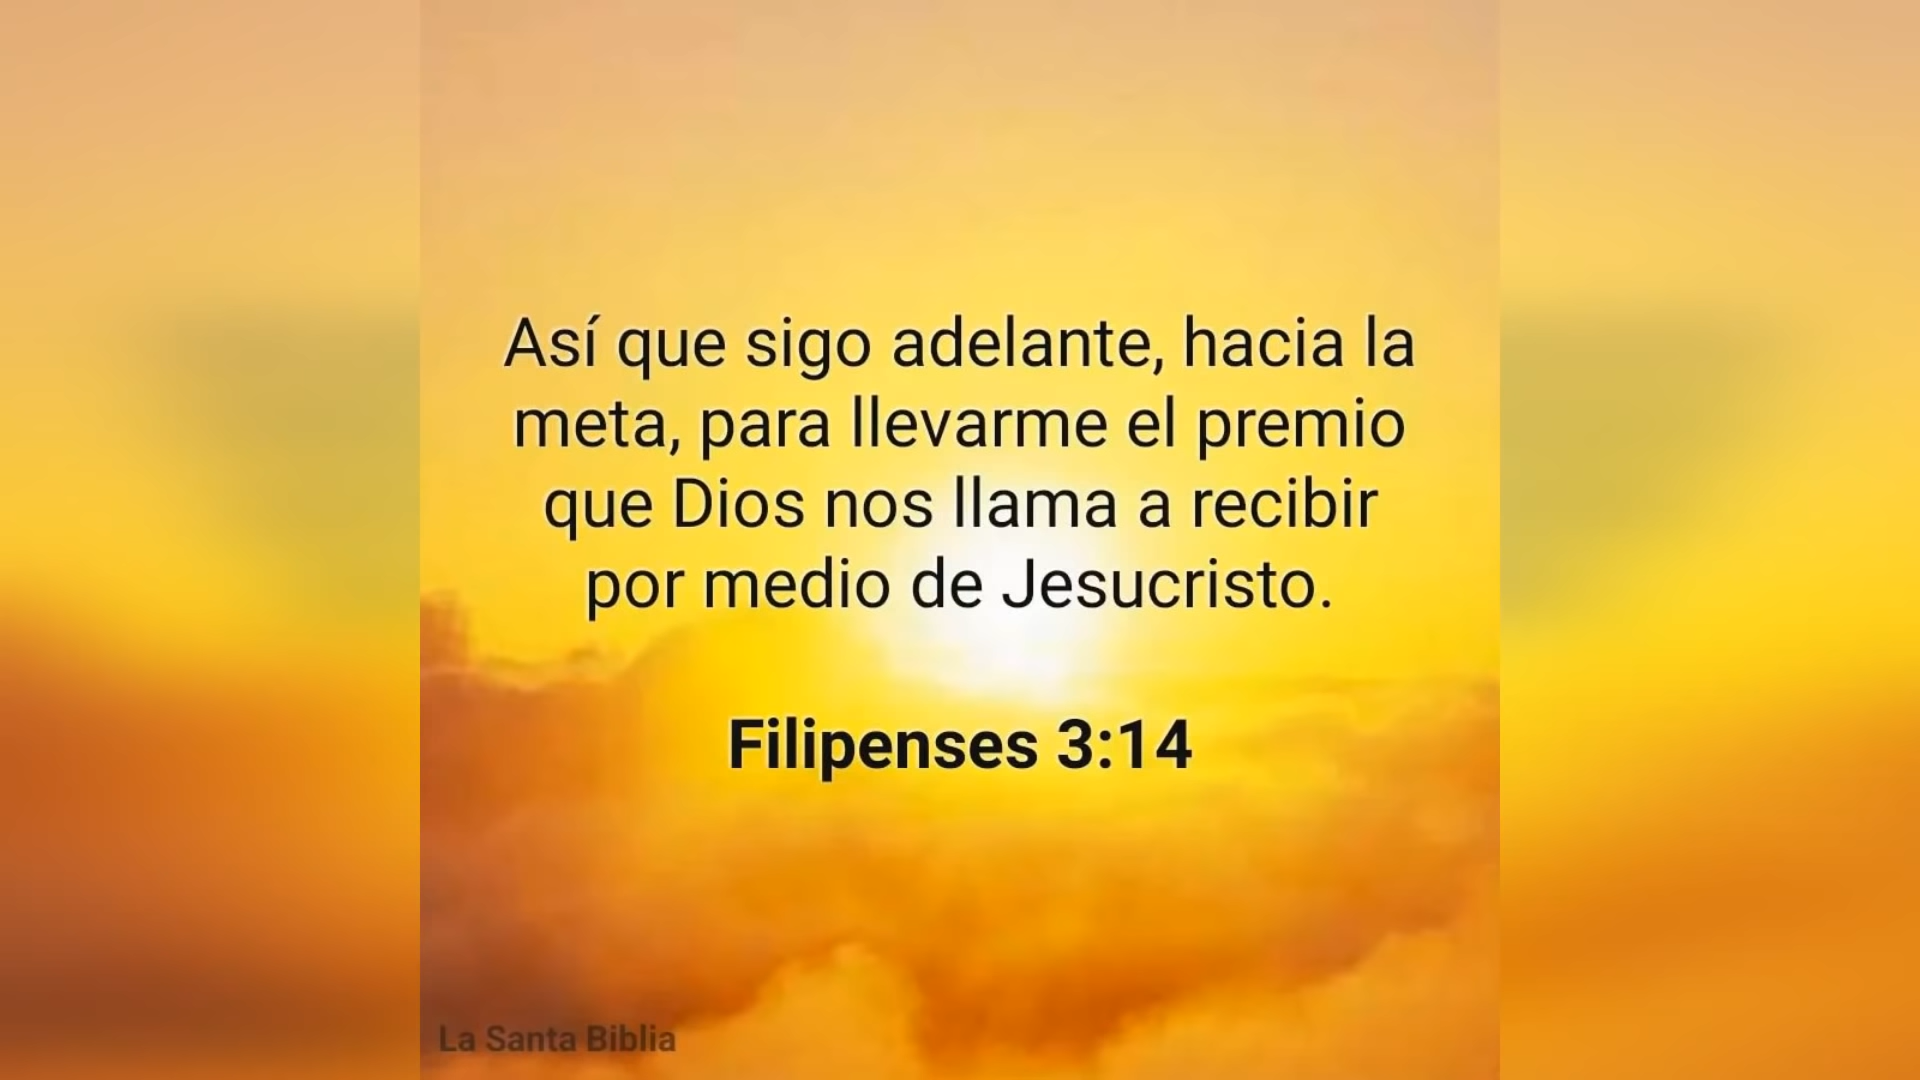 Así que sigo adelante, hacia la
meta, para llevarme el premio
que Dios nos llama a recibir
por medio de Jesucristo.
Filipenses 3:14
La Santa Biblia